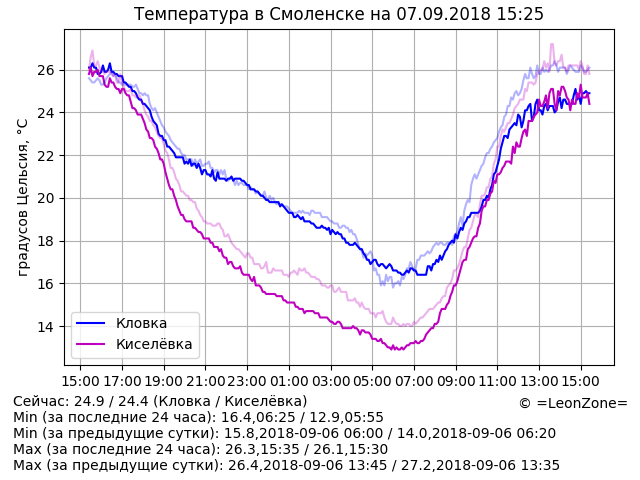 Температура в Смоленске на 07.09.2018 15:25
градусов Цельсия, °C
26
24
22
20
18
16
14
Кловка
Киселёвка
15:00 17:00 19:00 21:00 23:00 01:00 03:00 05:00 07:00 09:00 11:00 13:00 15:00
Сейчас: 24.9 / 24.4 (Кловка / Киселёвка)
© =LeonZone=
Min (за последние 24 часа): 16.4,06:25 / 12.9,05:55
Min (за предыдущие сутки): 15.8,2018-09-06 06:00 / 14.0,2018-09-06 06:20
Max (за последние 24 часа): 26.3,15:35 / 26.1,15:30
Max (за предыдущие сутки): 26.4,2018-09-06 13:45 / 27.2,2018-09-06 13:35